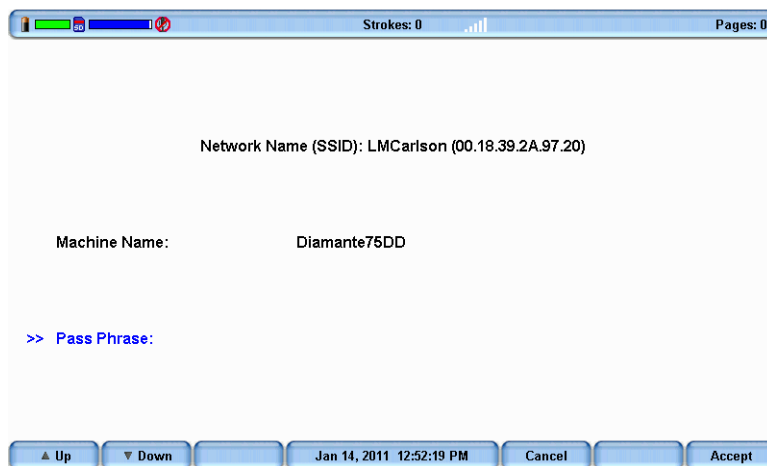 SD Strokes: 0 Pages: 0
Network Name (SSID): LMCarlson (00.18.39.2A.97.20)
Machine Name: Diamante75DD
>> Pass Phrase:
▲ Up ▼ Down Jan 14, 2011 12:52:19 PM Cancel Accept